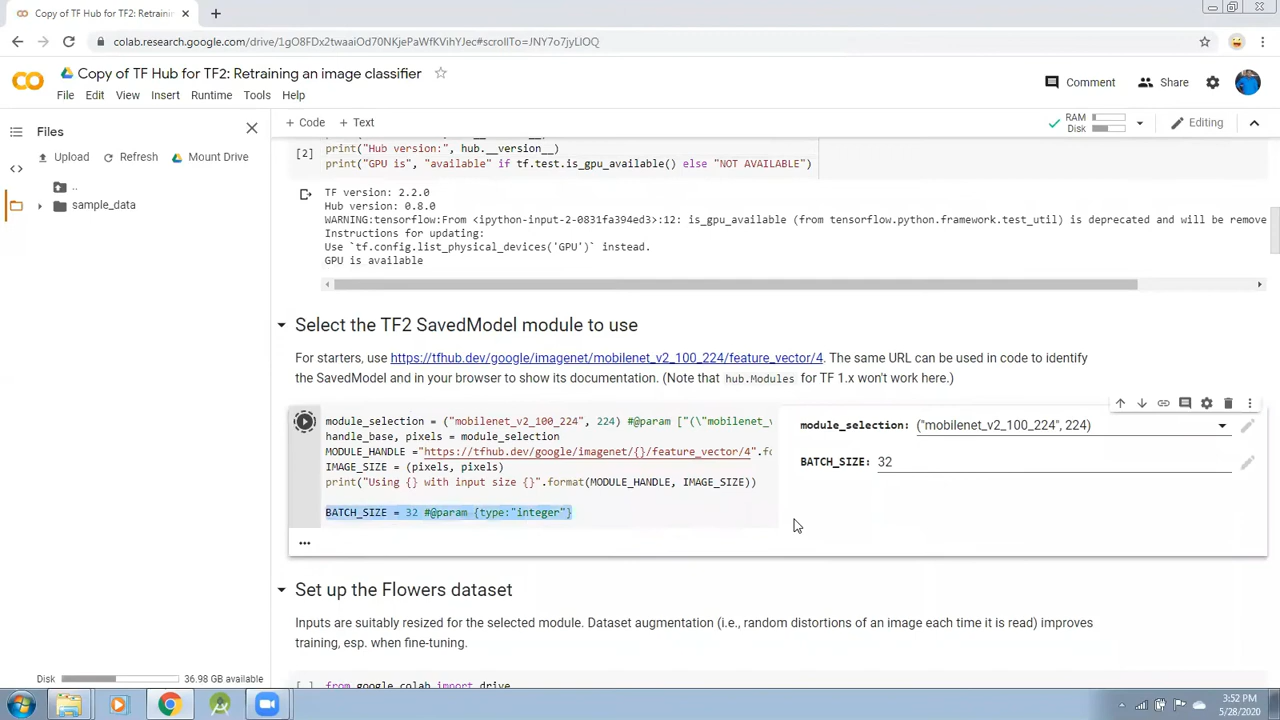 Copy of TF Hub for TF2: Retrainin
colab.research.google.com/drive/1gO8FDx2twaaiOd70NKjePaWfKVihYJec#scrollTo=JNY7o7jyLlOQ
Copy of TF Hub for TF2: Retraining an image classifier
File Edit View Insert Runtime Tools Help
Comment Share
Files
+ Code + Text
RAM
Disk
Editing
Upload Refresh Mount Drive
..
sample_data
print("Hub version:", hub.__version__)
[2]
print("GPU is", "available" if tf.test.is_gpu_available() else "NOT AVAILABLE")
TF version: 2.2.0
Hub version: 0.8.0
WARNING:tensorflow:From <ipython-input-2-0831fa394ed3>:12: is_gpu_available (from tensorflow.python.framework.test_util) is deprecated and will be remove
Instructions for updating:
Use `tf.config.list_physical_devices('GPU')` instead.
GPU is available
Select the TF2 SavedModel module to use
For starters, use https://tfhub.dev/google/imagenet/mobilenet_v2_100_224/feature_vector/4. The same URL can be used in code to identify
the SavedModel and in your browser to show its documentation. (Note that hub.Modules for TF 1.x won't work here.)
module_selection = ("mobilenet_v2_100_224", 224) #@param ["(\"mobilenet_v
handle_base, pixels = module_selection
MODULE_HANDLE ="https://tfhub.dev/google/imagenet/{}/feature_vector/4".fo
IMAGE_SIZE = (pixels, pixels)
print("Using {} with input size {}".format(MODULE_HANDLE, IMAGE_SIZE))
BATCH_SIZE = 32 #@param {type:"integer"}
module_selection: ("mobilenet_v2_100_224", 224)
BATCH_SIZE: 32
...
Set up the Flowers dataset
Inputs are suitably resized for the selected module. Dataset augmentation (i.e., random distortions of an image each time it is read) improves
training, esp. when fine-tuning.
[ ] from google.colab import drive
Disk 36.98 GB available
3:52 PM
5/28/2020